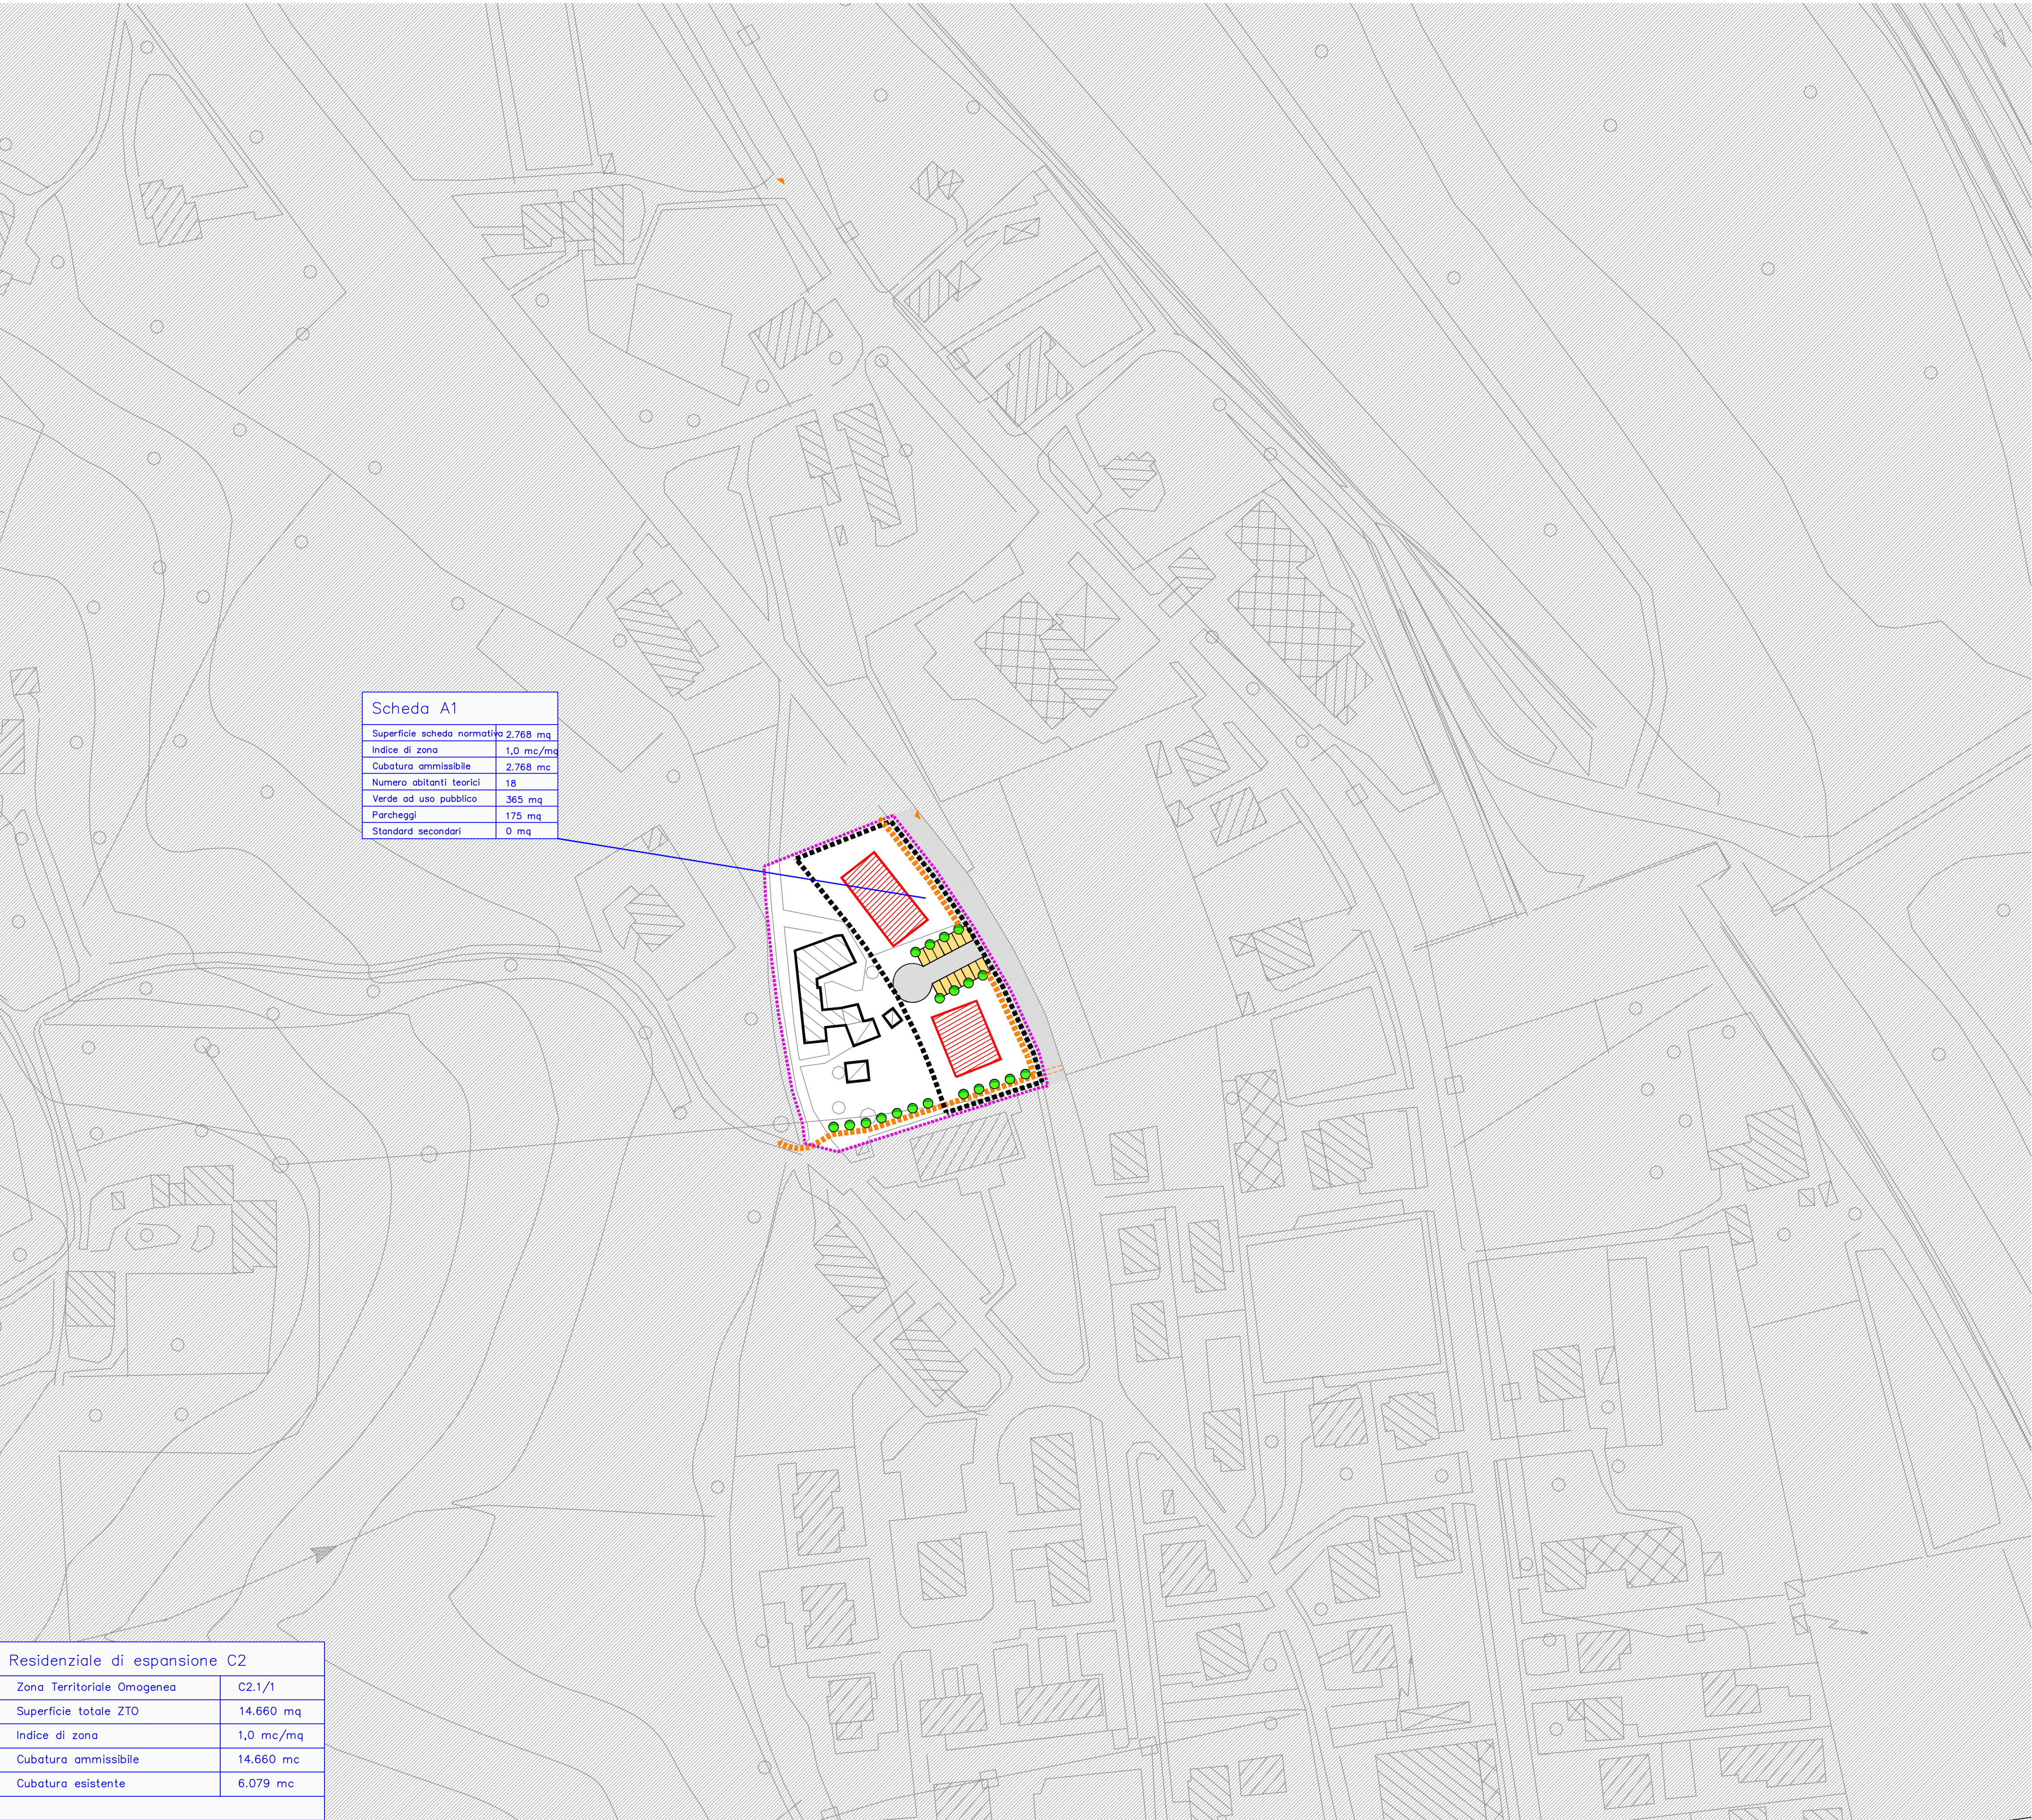 Scheda A1
Superficie scheda normativa 2.768 mq
Indice di zona 1,0 mc/mq
Cubatura ammissibile 2.768 mc
Numero abitanti teorici 18
Verde ad uso pubblico 365 mq
Parcheggi 175 mq
Standard secondari 0 mq
Residenziale di espansione C2
Zona Territoriale Omogenea C2.1/1
Superficie totale ZTO 14.660 mq
Indice di zona 1,0 mc/mq
Cubatura ammissibile 14.660 mc
Cubatura esistente 6.079 mc